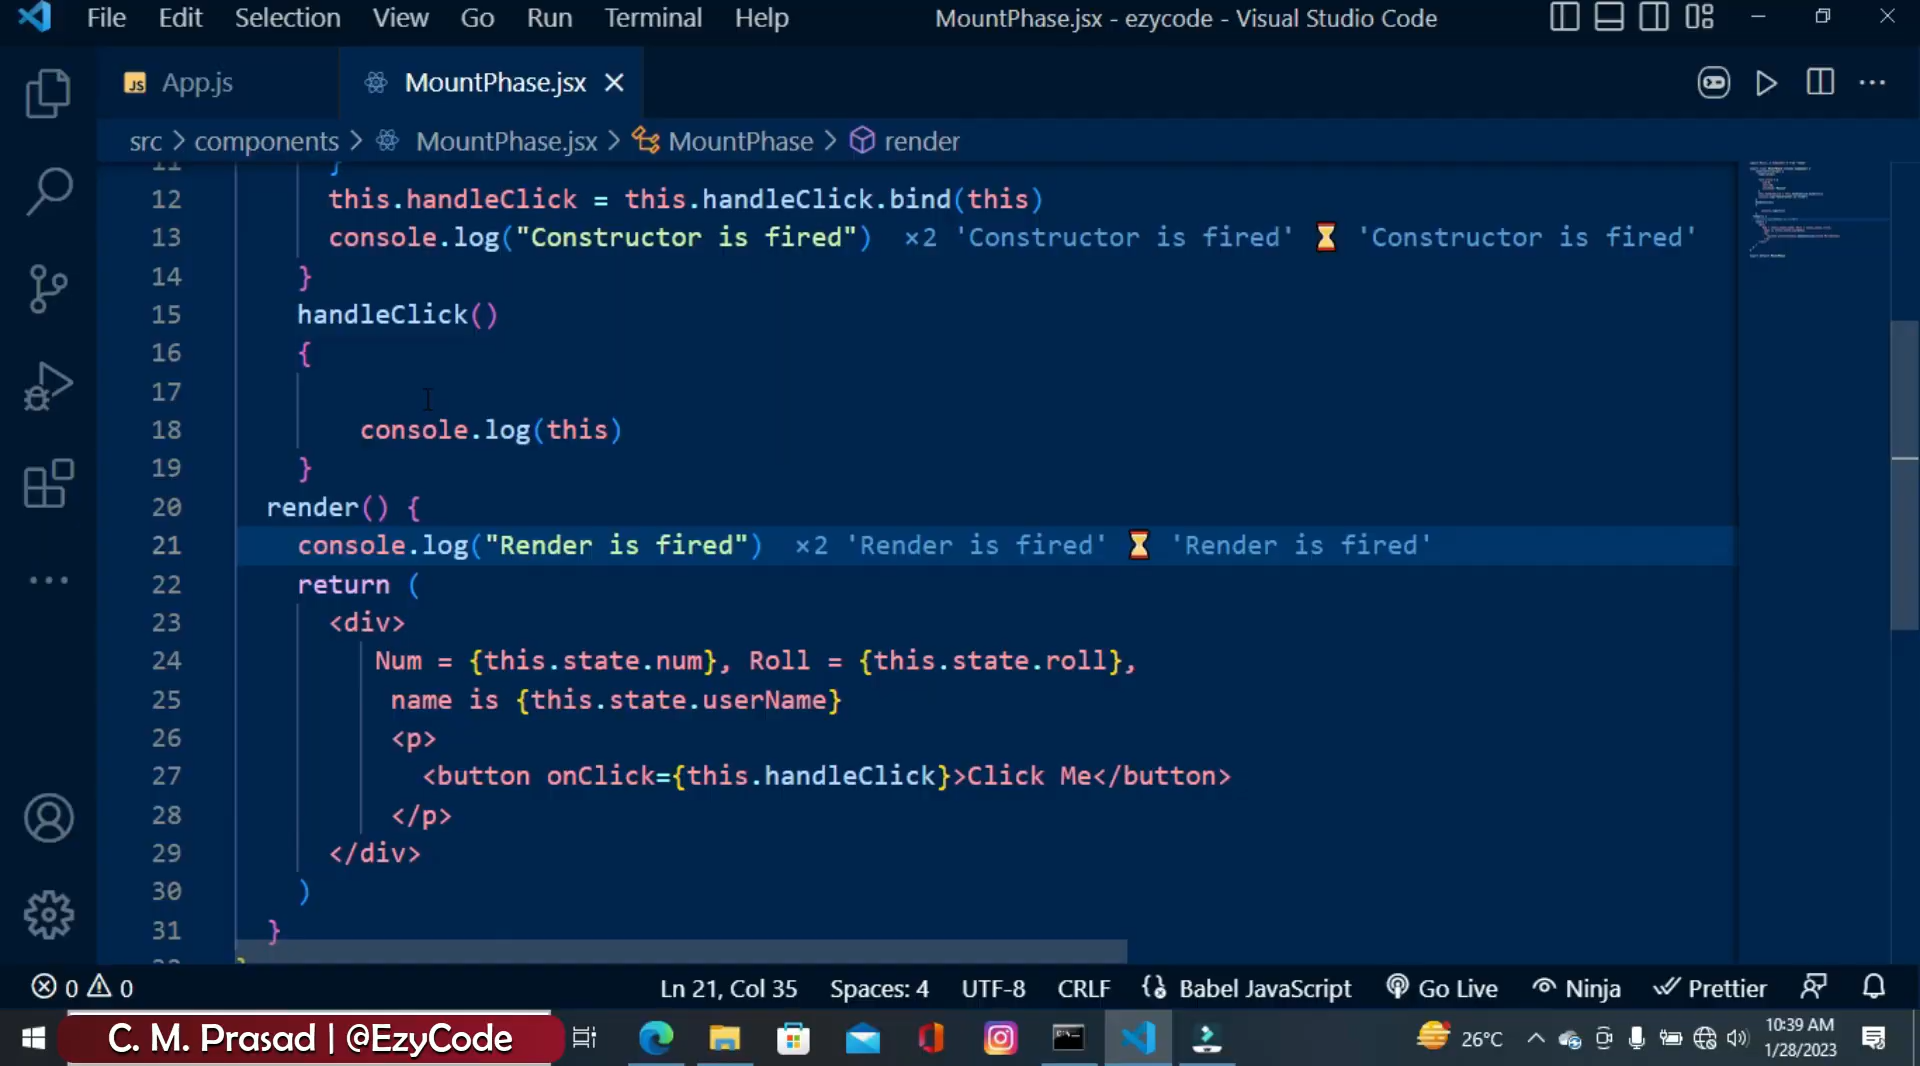 File Edit Selection View Go Run Terminal Help MountPhase.jsx - ezycode - Visual Studio Code
JS App.js MountPhase.jsx
src > components > MountPhase.jsx > MountPhase > render
11 }
12 this.handleClick = this.handleClick.bind(this)
13 console.log("Constructor is fired") ×2 'Constructor is fired' ⏳ 'Constructor is fired'
14 }
15 handleClick()
16 {
17
18 console.log(this)
19 }
20 render() {
21 console.log("Render is fired") ×2 'Render is fired' ⏳ 'Render is fired'
22 return (
23 <div>
24 Num = {this.state.num}, Roll = {this.state.roll},
25 name is {this.state.userName}
26 <p>
27 <button onClick={this.handleClick}>Click Me</button>
28 </p>
29 </div>
30 )
31 }
0 0 Ln 21, Col 35 Spaces: 4 UTF-8 CRLF Babel JavaScript Go Live Ninja Prettier
C. M. Prasad | @EzyCode 26°C 10:39 AM
1/28/2023